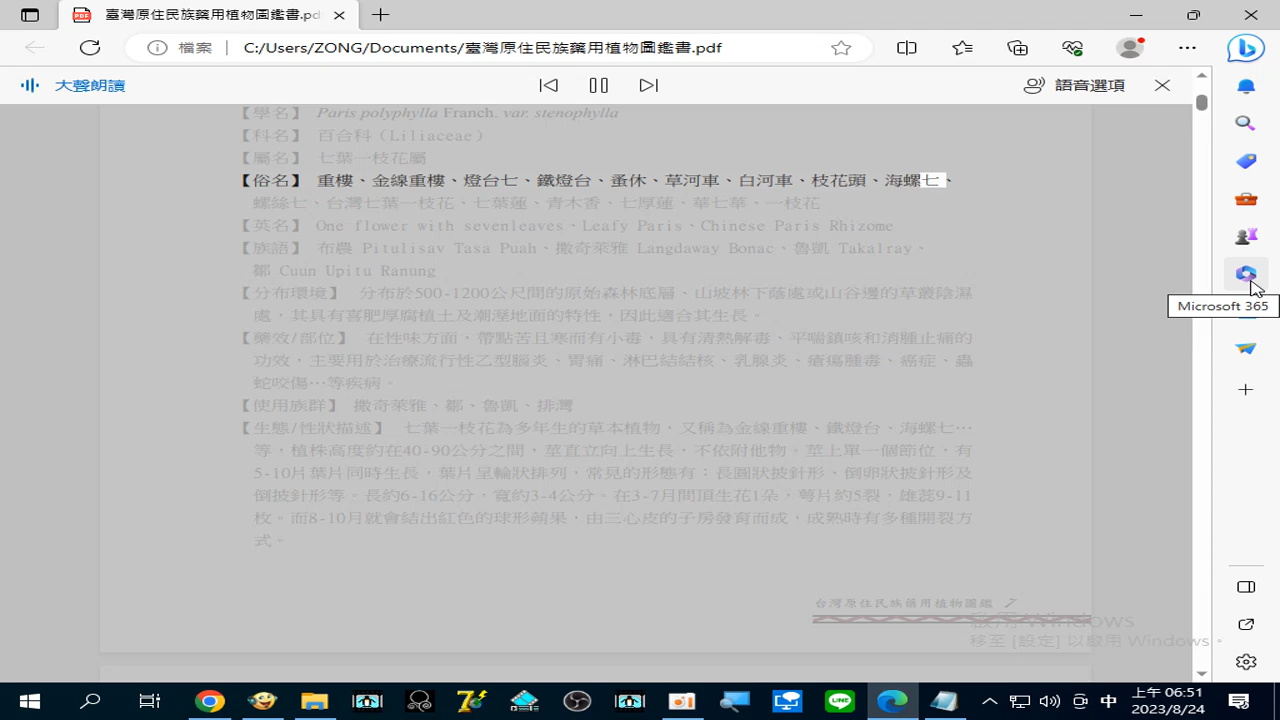 臺灣原住民族藥用植物圖鑑書.pd
檔案
C:/Users/ZONG/Documents/臺灣原住民族藥用植物圖鑑書.pdf
大聲朗讀
語音選項
【學名】 Paris polyphylla Franch. var. stenophylla
【科名】 百合科（Liliaceae）
【屬名】 七葉一枝花屬
【俗名】 重樓、金線重樓、燈台七、鐵燈台、蚤休、草河車、白河車、枝花頭、海螺七、
螺絲七、台灣七葉一枝花、七葉蓮、青木香、七厚蓮、華七華、一枝花
【英名】 One flower with sevenleaves、Leafy Paris、Chinese Paris Rhizome
【族語】 布農 Pitulisav Tasa Puah、撒奇萊雅 Langdaway Bonac、魯凱 Takalray、
鄒 Cuun Upitu Ranung
【分布環境】 分布於500-1200公尺間的原始森林底層、山坡林下蔭處或山谷邊的草叢陰濕
處，其具有喜肥厚腐植土及潮溼地面的特性，因此適合其生長。
【藥效/部位】 在性味方面，帶點苦且寒而有小毒，具有清熱解毒、平喘鎮咳和消腫止痛的
功效，主要用於治療流行性乙型腦炎、胃痛、淋巴結結核、乳腺炎、瘡瘍腫毒、癌症、蟲
蛇咬傷…等疾病。
【使用族群】 撒奇萊雅、鄒、魯凱、排灣
【生態/性狀描述】 七葉一枝花為多年生的草本植物，又稱為金線重樓、鐵燈台、海螺七…
等，植株高度約在40-90公分之間，莖直立向上生長，不依附他物。莖上單一個節位，有
5-10片葉片同時生長，葉片呈輪狀排列，常見的形態有：長圓狀披針形、倒卵狀披針形及
倒披針形等。長約6-16公分，寬約3-4公分。在3-7月間頂生花1朵，萼片約5裂，雄蕊9-11
枚。而8-10月就會結出紅色的球形蒴果，由三心皮的子房發育而成，成熟時有多種開裂方
式。
台灣原住民族藥用植物圖鑑 7
啟用 Windows
移至 [設定] 以啟用 Windows。
Microsoft 365
中
上午 06:51
2023/8/24